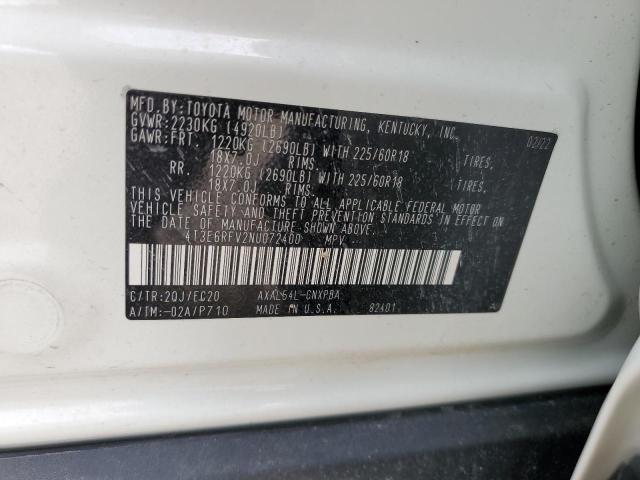 MFD.BY:TOYOTA MOTOR MANUFACTURING, KENTUCKY, INC. 02/22
GVWR:2230KG (4920LB)
GAWR:FRT. 1220KG (2690LB) WITH 225/60R18 TIRES,
18X7.0J RIMS.
RR. 1220KG (2690LB) WITH 225/60R18 TIRES,
18X7.0J RIMS.
THIS VEHICLE CONFORMS TO ALL APPLICABLE FEDERAL MOTOR
VEHICLE SAFETY AND THEFT PREVENTION STANDARDS IN EFFECT ON
THE DATE OF MANUFACTURE SHOWN ABOVE.
4T3E6RFV2NU072400 MPV
C/TR:2QJ/EC20 AXAL54L-CNXPBA
A/TM:-02A/P710 MADE IN U.S.A. 82401